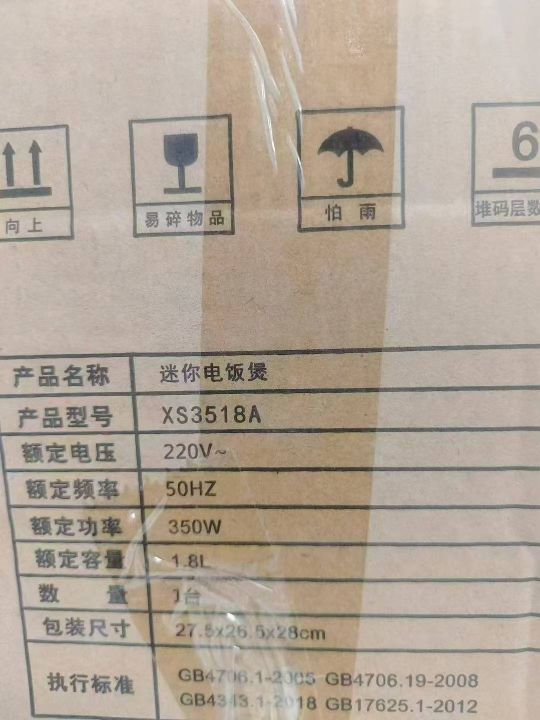 向上
易碎物品
怕雨
6
堆码层数
产品名称 迷你电饭煲
产品型号 XS3518A
额定电压 220V~
额定频率 50HZ
额定功率 350W
额定容量 1.8L
数量 1台
包装尺寸 27.5x26.5x28cm
执行标准 GB4706.1-2005 GB4706.19-2008
GB4343.1-2018 GB17625.1-2012